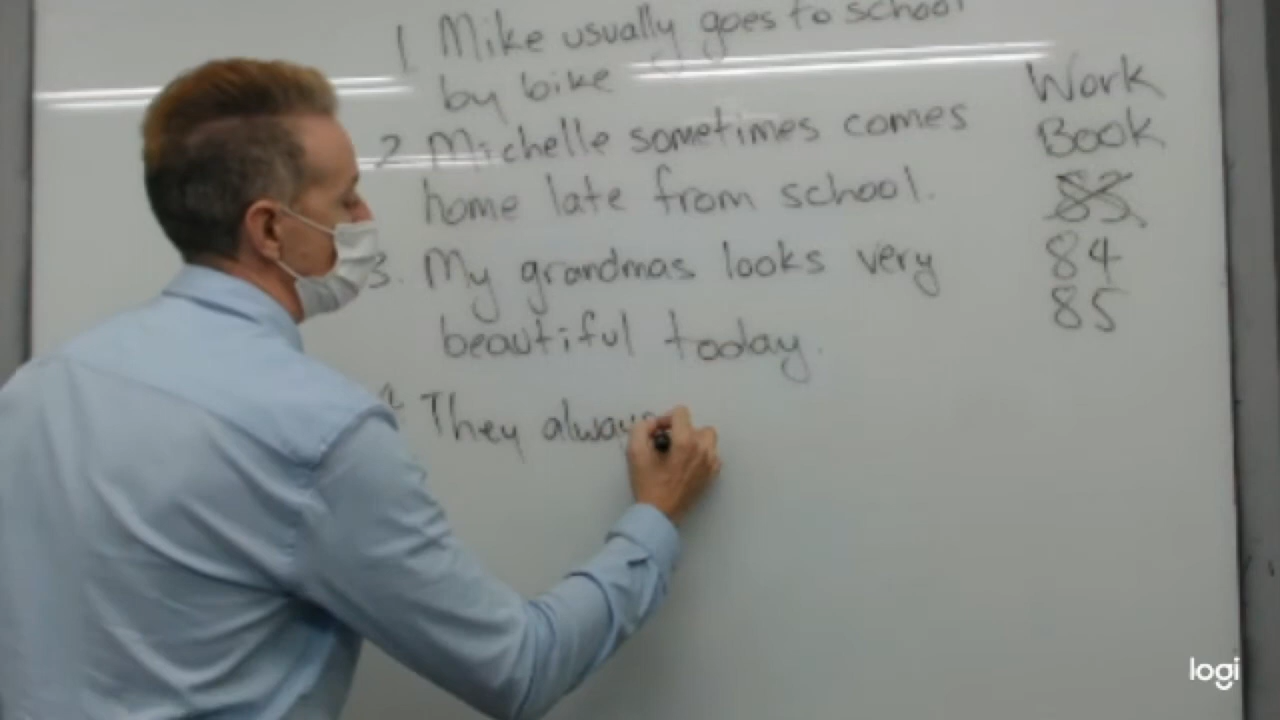 1 Mike usually goes to school
by bike
2 Michelle sometimes comes
home late from school.
3. My grandmas looks very
beautiful today.
They always
Work
Book
83
84
85
logi